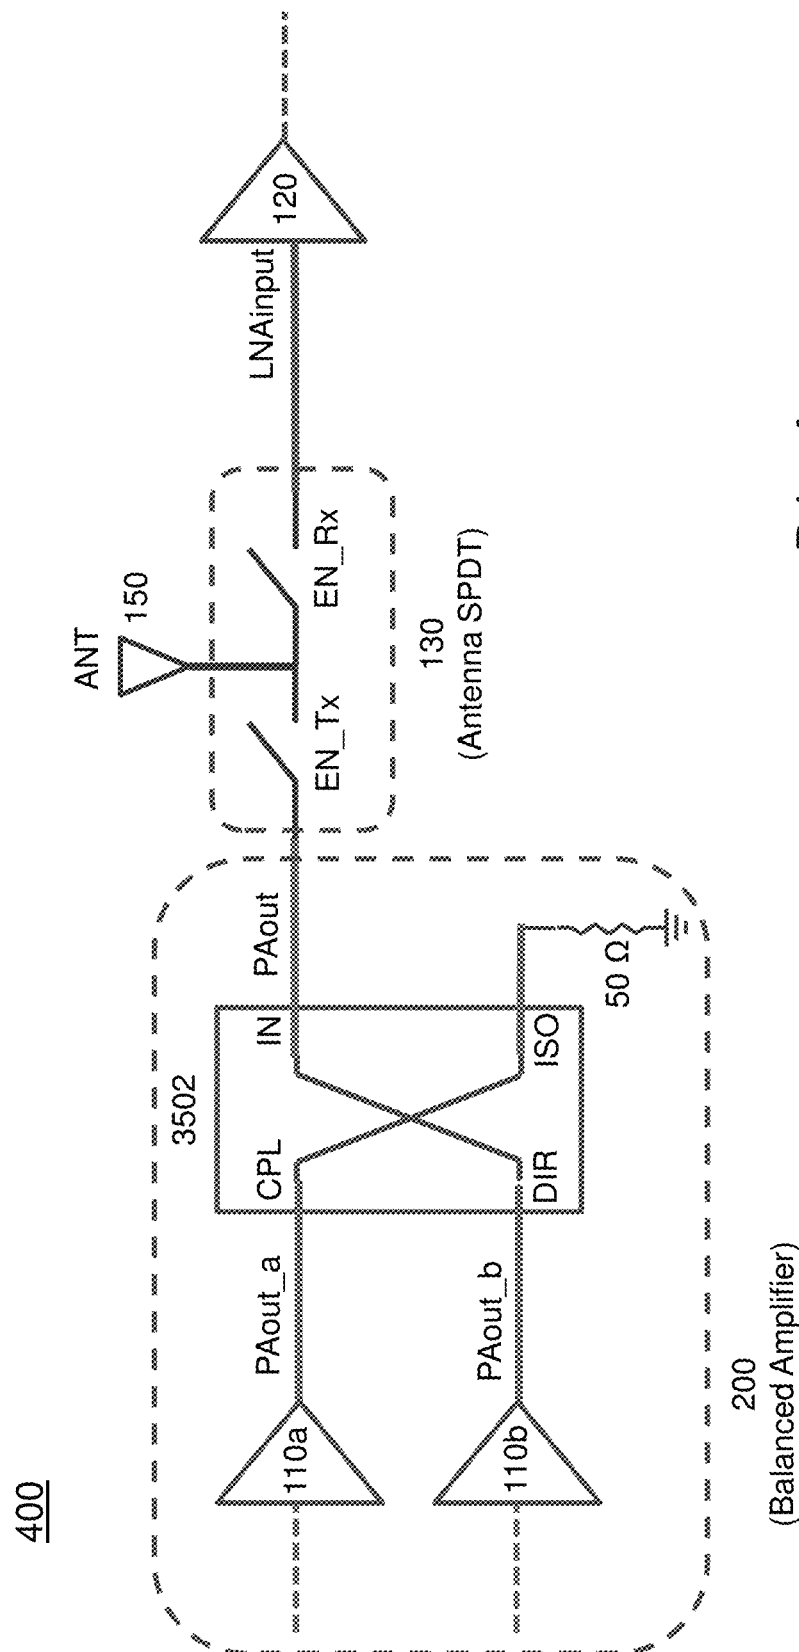 400
110a
110b
PAout_a
PAout_b
3502
CPL
DIR
IN
ISO
PAout
50 Ω
200
(Balanced Amplifier)
ANT
150
EN_Tx
EN_Rx
130
(Antenna SPDT)
LNAinput
120